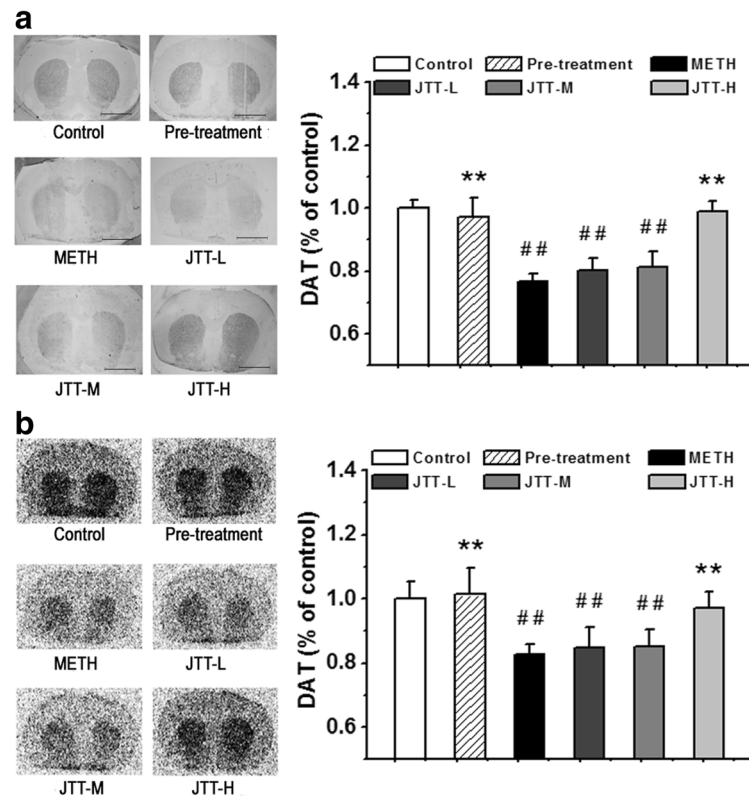 a
Control Pre-treatment
METH JTT-L
JTT-M JTT-H
Control Pre-treatment METH
JTT-L JTT-M JTT-H
DAT (% of control)
1.4
1.2
1.0
0.8
0.6
** ## ## ## **
b
Control Pre-treatment
METH JTT-L
JTT-M JTT-H
Control Pre-treatment METH
JTT-L JTT-M JTT-H
DAT (% of control)
1.4
1.2
1.0
0.8
0.6
** ## ## ## **